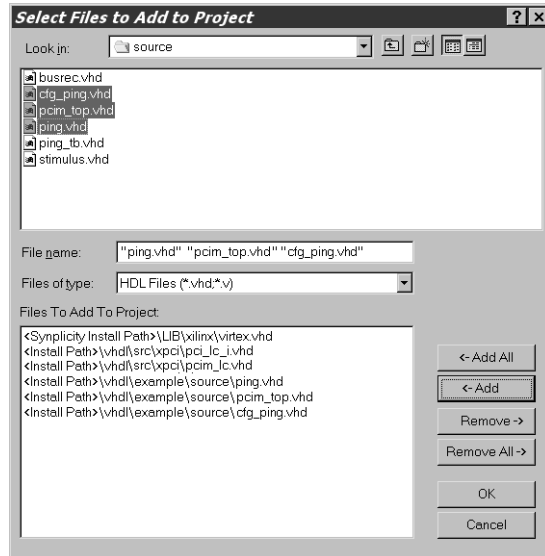 Select Files to Add to Project
Look in: source
busrec.vhd
cfg_ping.vhd
pcim_top.vhd
ping.vhd
ping_tb.vhd
stimulus.vhd
File name: "ping.vhd" "pcim_top.vhd" "cfg_ping.vhd"
Files of type: HDL Files (*.vhd;*.v)
Files To Add To Project:
<Synplicity Install Path>\LIB\xilinx\virtex.vhd
<Install Path>\vhdl\src\xpci\pci_lc_i.vhd
<Install Path>\vhdl\src\xpci\pcim_lc.vhd
<Install Path>\vhdl\example\source\ping.vhd
<Install Path>\vhdl\example\source\pcim_top.vhd
<Install Path>\vhdl\example\source\cfg_ping.vhd
<- Add All
<- Add
Remove ->
Remove All ->
OK
Cancel